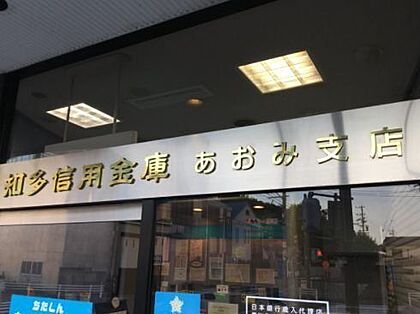 知多信用金庫 あおみ支店
ちたしん
日本銀行歳入代理店